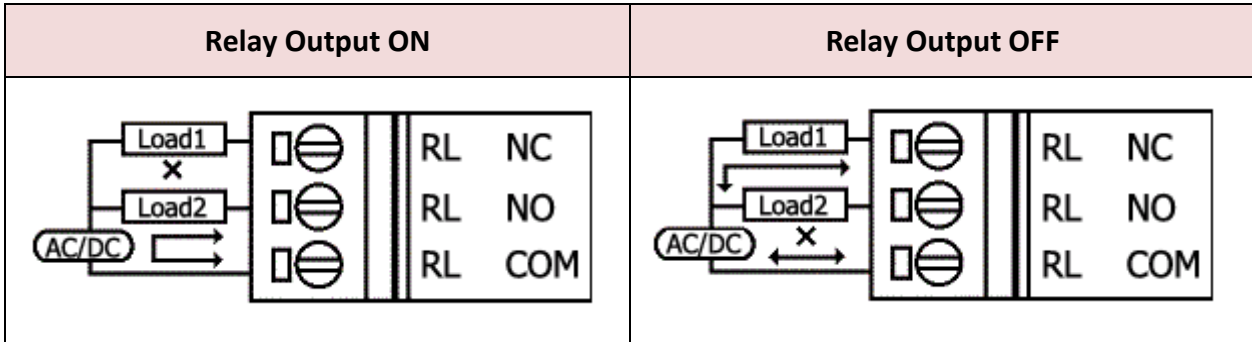 Relay Output ON
Relay Output OFF
Load1
RL NC
Load2
RL NO
AC/DC
RL COM
Load1
RL NC
Load2
RL NO
AC/DC
RL COM